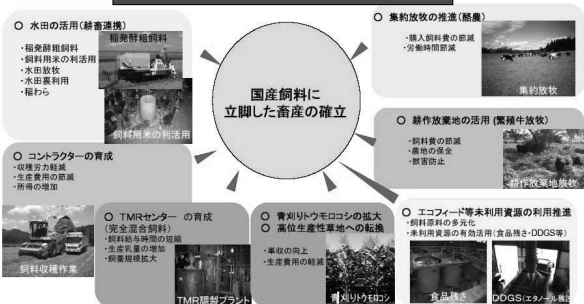 ○ 水田の活用(耕畜連携)
・稲発酵粗飼料
・飼料用米の利活用
・水田放牧
・水田裏利用
・稲わら
稲発酵粗飼料
飼料用米の利活用
国産飼料に
立脚した畜産の確立
○ 集約放牧の推進(酪農)
・購入飼料費の節減
・労働時間節減
集約放牧
○ 耕作放棄地の活用 (繁殖牛放牧)
・飼料費の節減
・農地の保全
・獣害防止
耕作放棄地放牧
○ コントラクターの育成
・収穫労力軽減
・生産費用の節減
・所得の増加
飼料収穫作業
○ TMRセンター の育成
(完全混合飼料)
・飼料給与時間の短縮
・生産乳量の増加
・飼養規模拡大
TMR調製プラント
○ 青刈りトウモロコシの拡大
○ 高位生産性草地への転換
・単収の向上
・生産費用の軽減
青刈りトウモロコシ
○ エコフィード等未利用資源の利用推進
・飼料原料の多元化
・未利用資源の有効活用(食品残さ・DDGS等)
食品残さ
DDGS(エタノール残さ)